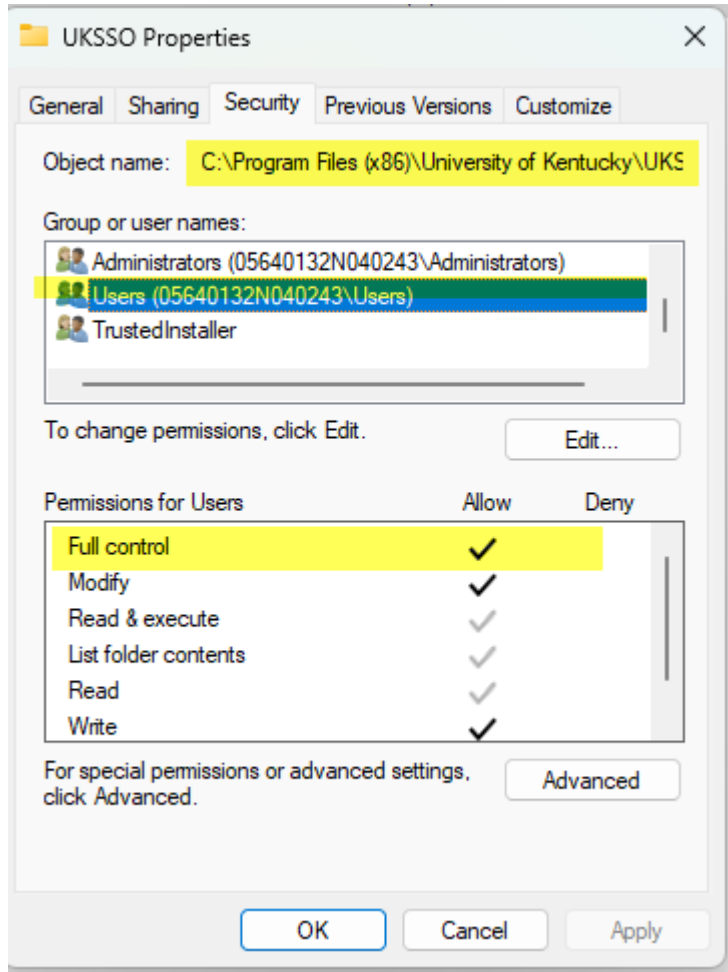 UKSSO Properties
General Sharing Security Previous Versions Customize
Object name: C:\Program Files (x86)\University of Kentucky\UKS
Group or user names:
Administrators (05640132N040243\Administrators)
Users (05640132N040243\Users)
TrustedInstaller
To change permissions, click Edit.
Edit...
Permissions for Users Allow Deny
Full control
Modify
Read & execute
List folder contents
Read
Write
For special permissions or advanced settings,
click Advanced.
Advanced
OK Cancel Apply